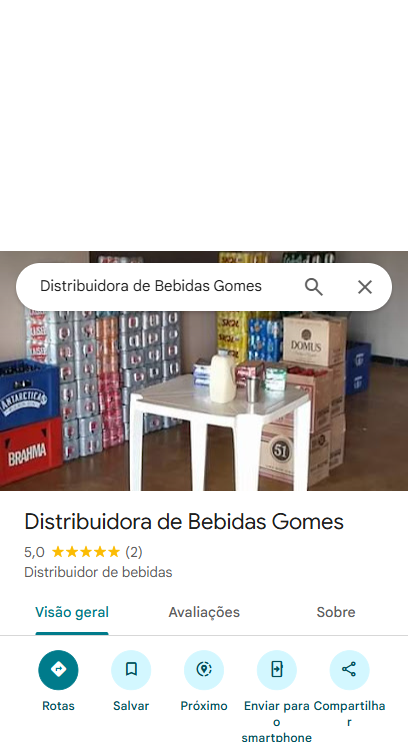 Distribuidora de Bebidas Gomes
SKOL
DOMUS
ANTARCTICA
BRAHMA
51
Distribuidora de Bebidas Gomes
5,0 (2)
Distribuidor de bebidas
Visão geral Avaliações Sobre
Rotas Salvar Próximo Enviar para o smartphone Compartilhar